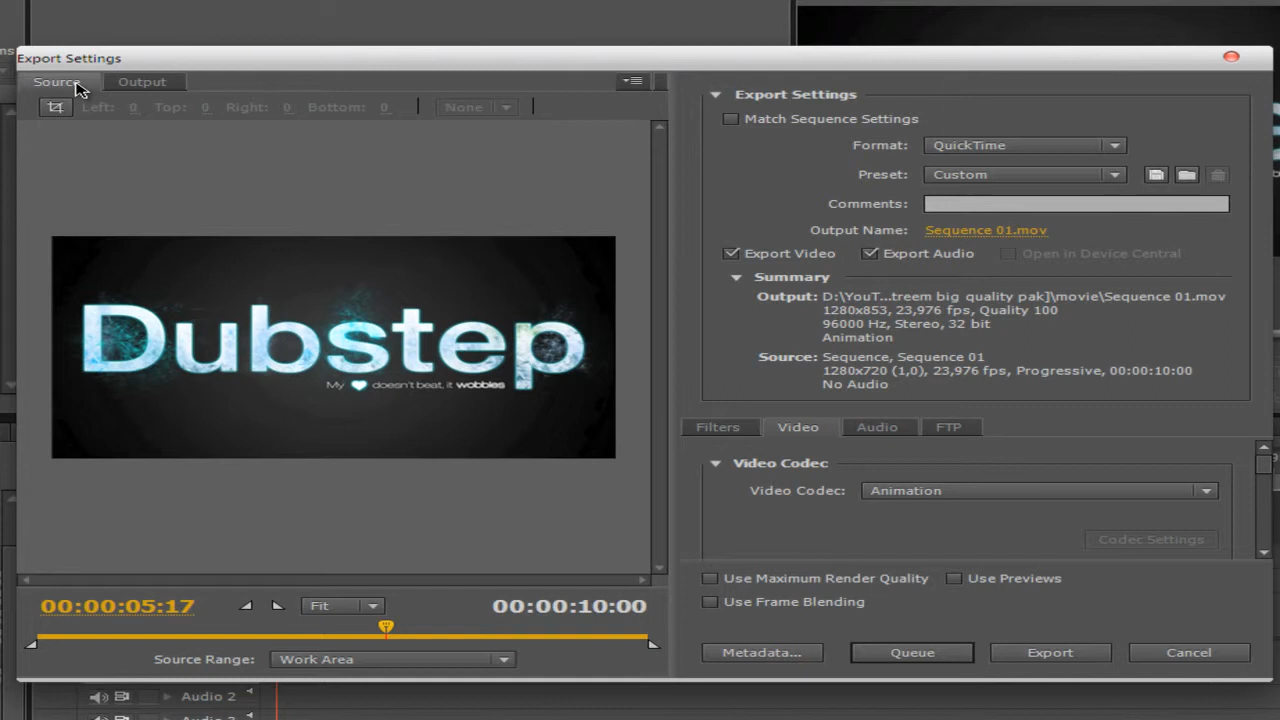 Export Settings
Source
Output
Left: 0 Top: 0 Right: 0 Bottom: 0
None
Dubstep
My doesn't beat, it wobbles
00:00:05:17
Fit
00:00:10:00
Source Range: Work Area
Export Settings
Match Sequence Settings
Format: QuickTime
Preset: Custom
Comments:
Output Name: Sequence 01.mov
Export Video
Export Audio
Open in Device Central
Summary
Output: D:\YouT...treem big quality pak]\movie\Sequence 01.mov
1280x853, 23,976 fps, Quality 100
96000 Hz, Stereo, 32 bit
Animation
Source: Sequence, Sequence 01
1280x720 (1,0), 23,976 fps, Progressive, 00:00:10:00
No Audio
Filters
Video
Audio
FTP
Video Codec
Video Codec: Animation
Codec Settings
Use Maximum Render Quality
Use Previews
Use Frame Blending
Metadata...
Queue
Export
Cancel
Audio 2